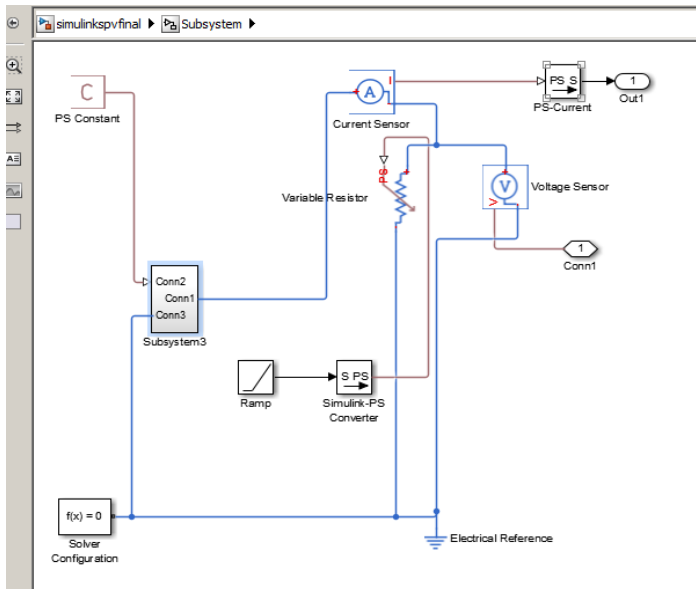 simulinkspvfinal Subsystem
C
PS Constant
A
I
Current Sensor
PS S
PS-Current
1
Out1
PS
Variable Resistor
V
V
Voltage Sensor
1
Conn1
Conn2
Conn1
Conn3
Subsystem3
Ramp
S PS
Simulink-PS
Converter
f(x) = 0
Solver
Configuration
Electrical Reference